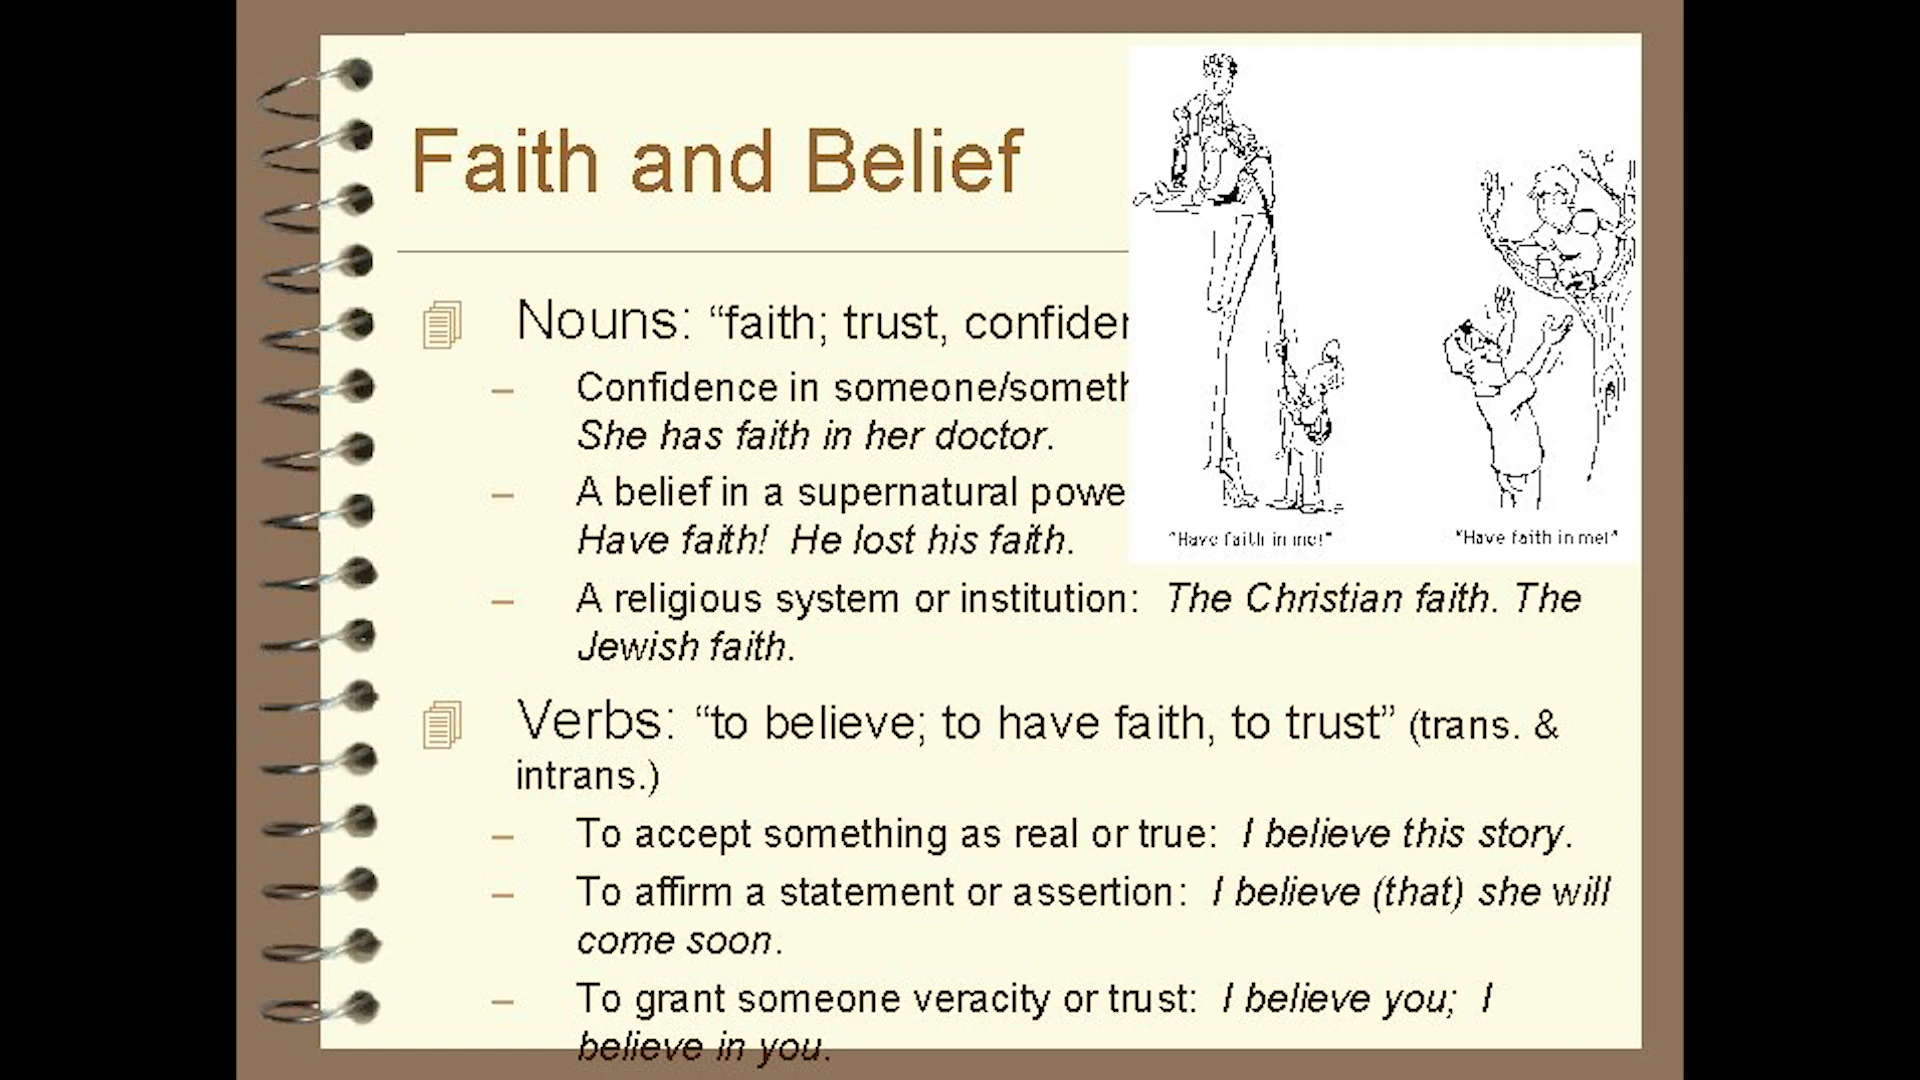 Faith and Belief
Nouns: “faith; trust, confiden
– Confidence in someone/someth
She has faith in her doctor.
– A belief in a supernatural powe
Have faith! He lost his faith.
"Have faith in me!"
"Have faith in me!"
– A religious system or institution: The Christian faith. The
Jewish faith.
Verbs: “to believe; to have faith, to trust” (trans. &
intrans.)
– To accept something as real or true: I believe this story.
– To affirm a statement or assertion: I believe (that) she will
come soon.
– To grant someone veracity or trust: I believe you; I
believe in you.